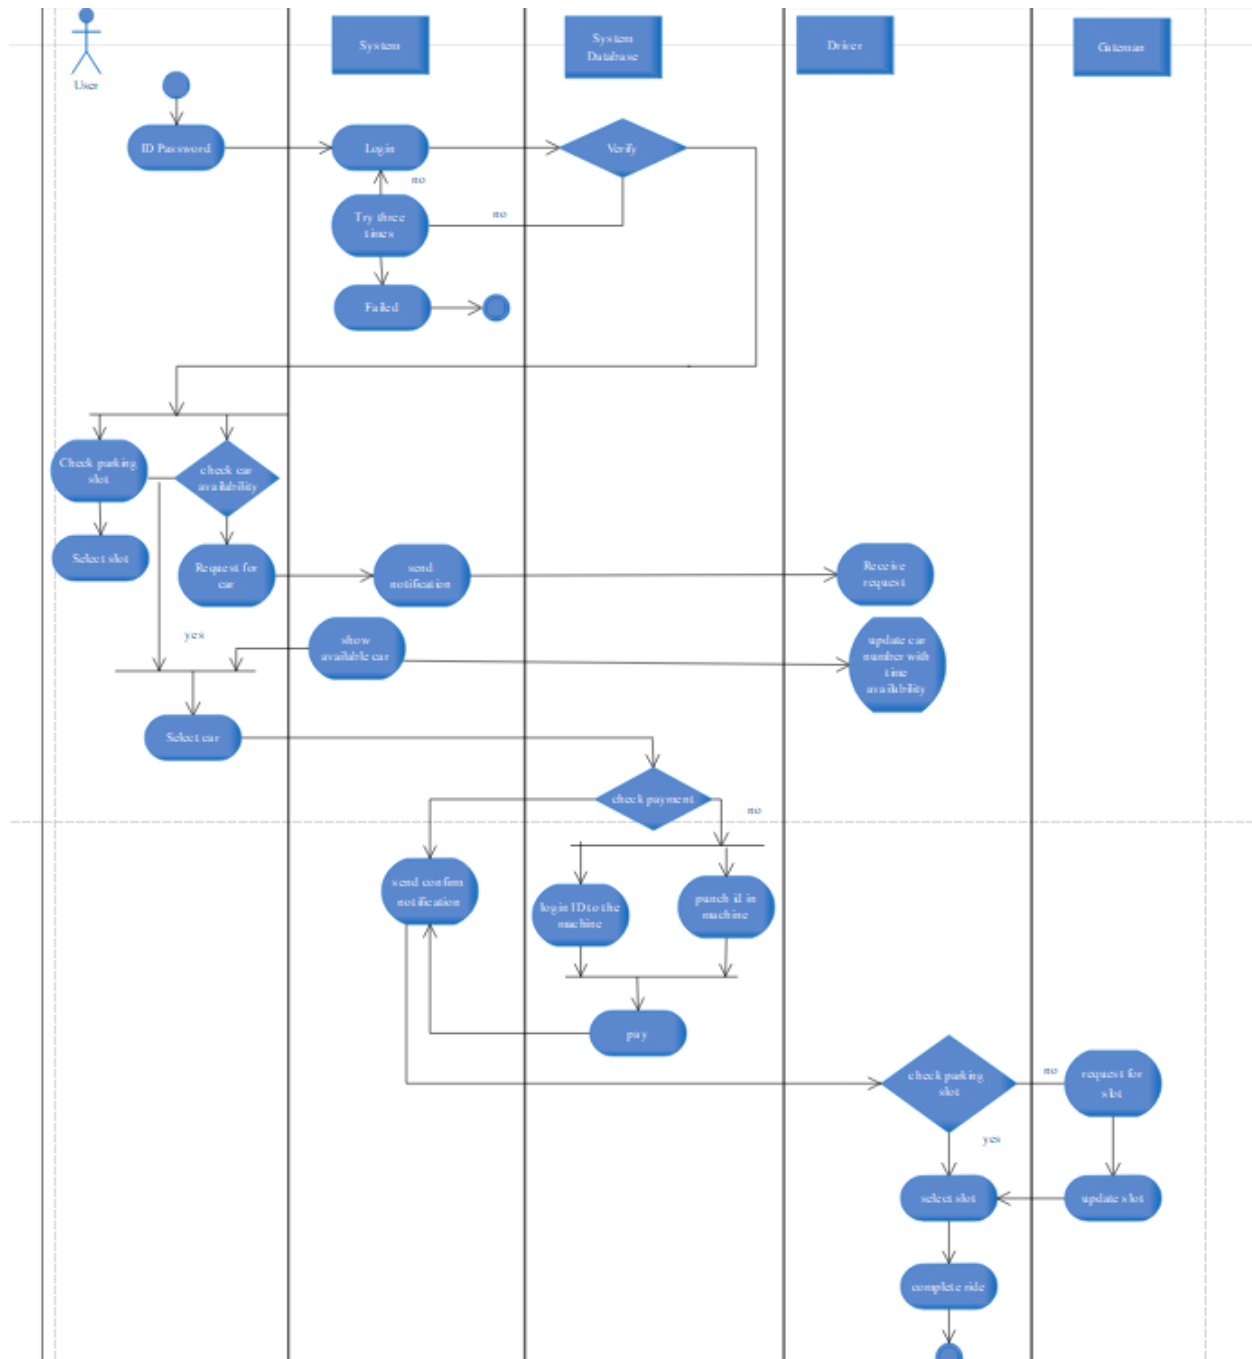 System
System
Database
Driver
Gateman
User
ID Password
Login
Verify
no
Try three
times
no
Failed
Check parking
slot
check car
availability
Select slot
Request for
car
send
notification
Receive
request
yes
show
available car
update car
number with
time
availability
Select car
check payment
no
send confirm
notification
login ID to the
machine
punch id in
machine
pay
check parking
slot
no
request for
slot
yes
select slot
update slot
complete ride